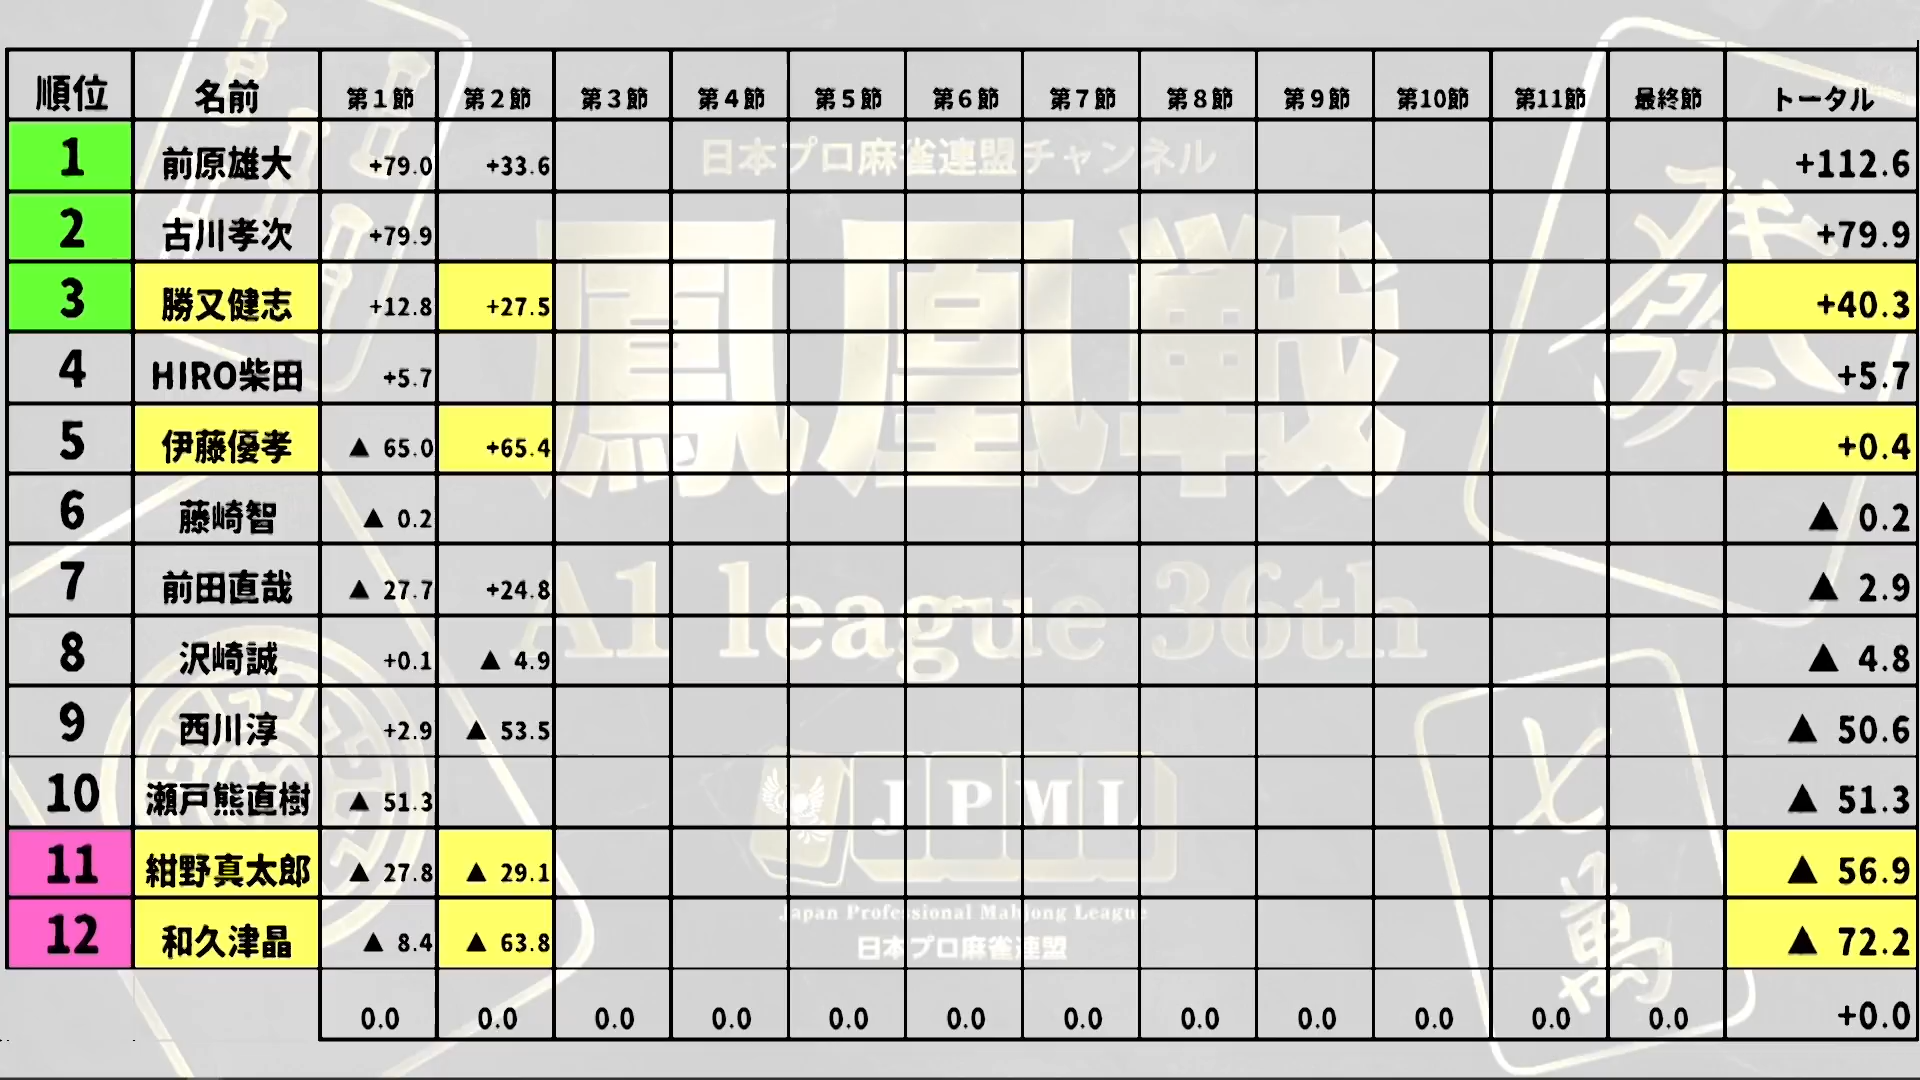 順位 名前 第1節 第2節 第3節 第4節 第5節 第6節 第7節 第8節 第9節 第10節 第11節 最終節 トータル
1 前原雄大 +79.0 +33.6 +112.6
日本プロ麻雀連盟チャンネル
2 古川孝次 +79.9 +79.9
3 勝又健志 +12.8 +27.5 +40.3
鳳凰戦
4 HIRO柴田 +5.7 +5.7
5 伊藤優孝 ▲ 65.0 +65.4 +0.4
6 藤崎智 ▲ 0.2 ▲ 0.2
7 前田直哉 ▲ 27.7 +24.8 ▲ 2.9
A1 league 36th
8 沢崎誠 +0.1 ▲ 4.9 ▲ 4.8
9 西川淳 +2.9 ▲ 53.5 ▲ 50.6
10 瀬戸熊直樹 ▲ 51.3 ▲ 51.3
JPML
11 紺野真太郎 ▲ 27.8 ▲ 29.1 ▲ 56.9
Japan Professional Mahjong League
12 和久津晶 ▲ 8.4 ▲ 63.8 ▲ 72.2
日本プロ麻雀連盟
發
七萬
0.0 0.0 0.0 0.0 0.0 0.0 0.0 0.0 0.0 0.0 0.0 0.0 +0.0